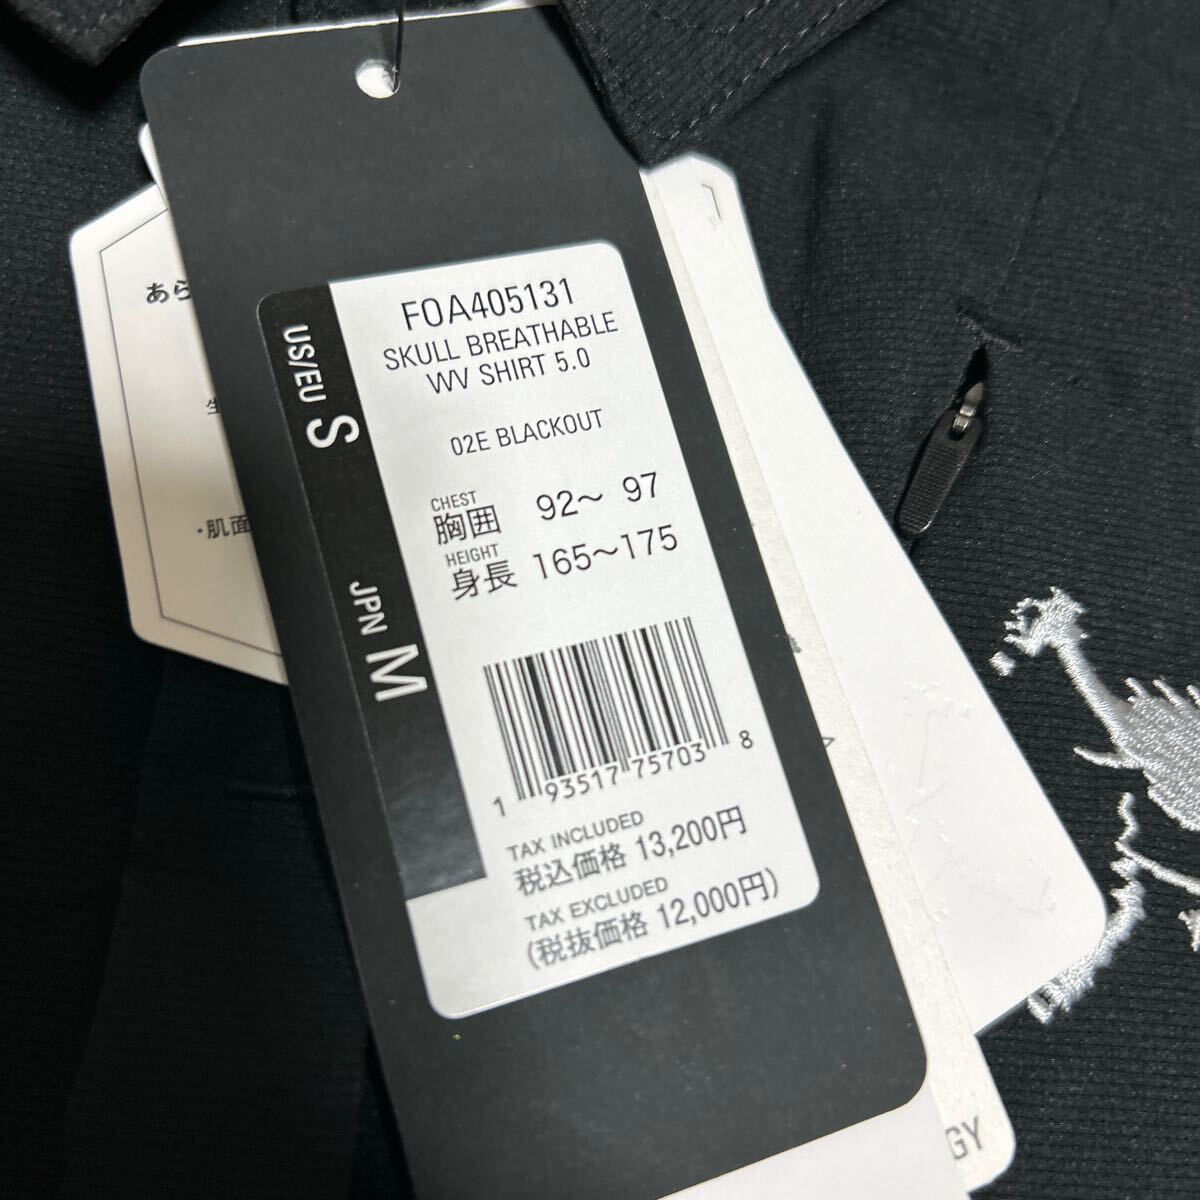 FOA405131
SKULL BREATHABLE
WV SHIRT 5.0
02E BLACKOUT
US/EU S
JPN M
CHEST
胸囲 92～ 97
HEIGHT
身長 165～175
1 93517 75703 8
TAX INCLUDED
税込価格 13,200円
TAX EXCLUDED
(税抜価格 12,000円)
あら
・肌面
GY